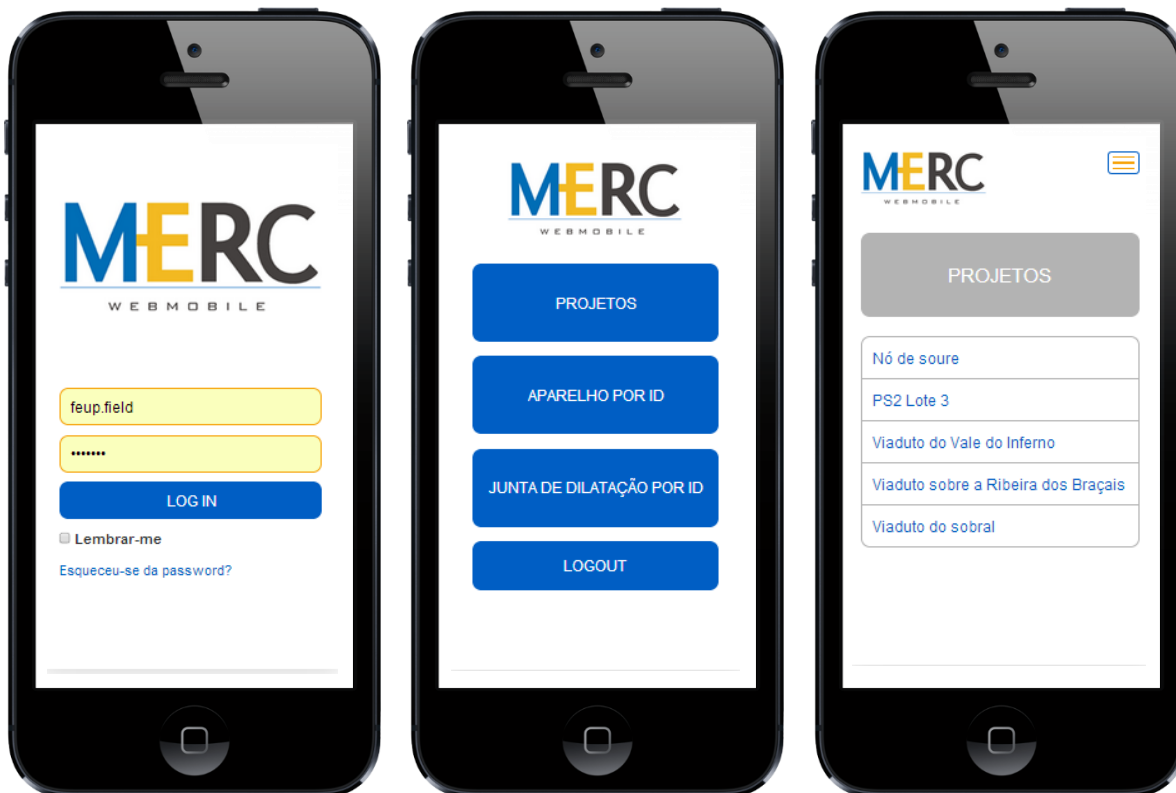 MERC
WEBMOBILE
feup.field
•••••••
LOG IN
Lembrar-me
Esqueceu-se da password?
MERC
WEBMOBILE
PROJETOS
APARELHO POR ID
JUNTA DE DILATAÇÃO POR ID
LOGOUT
MERC
WEBMOBILE
PROJETOS
Nó de soure
PS2 Lote 3
Viaduto do Vale do Inferno
Viaduto sobre a Ribeira dos Braçais
Viaduto do sobral